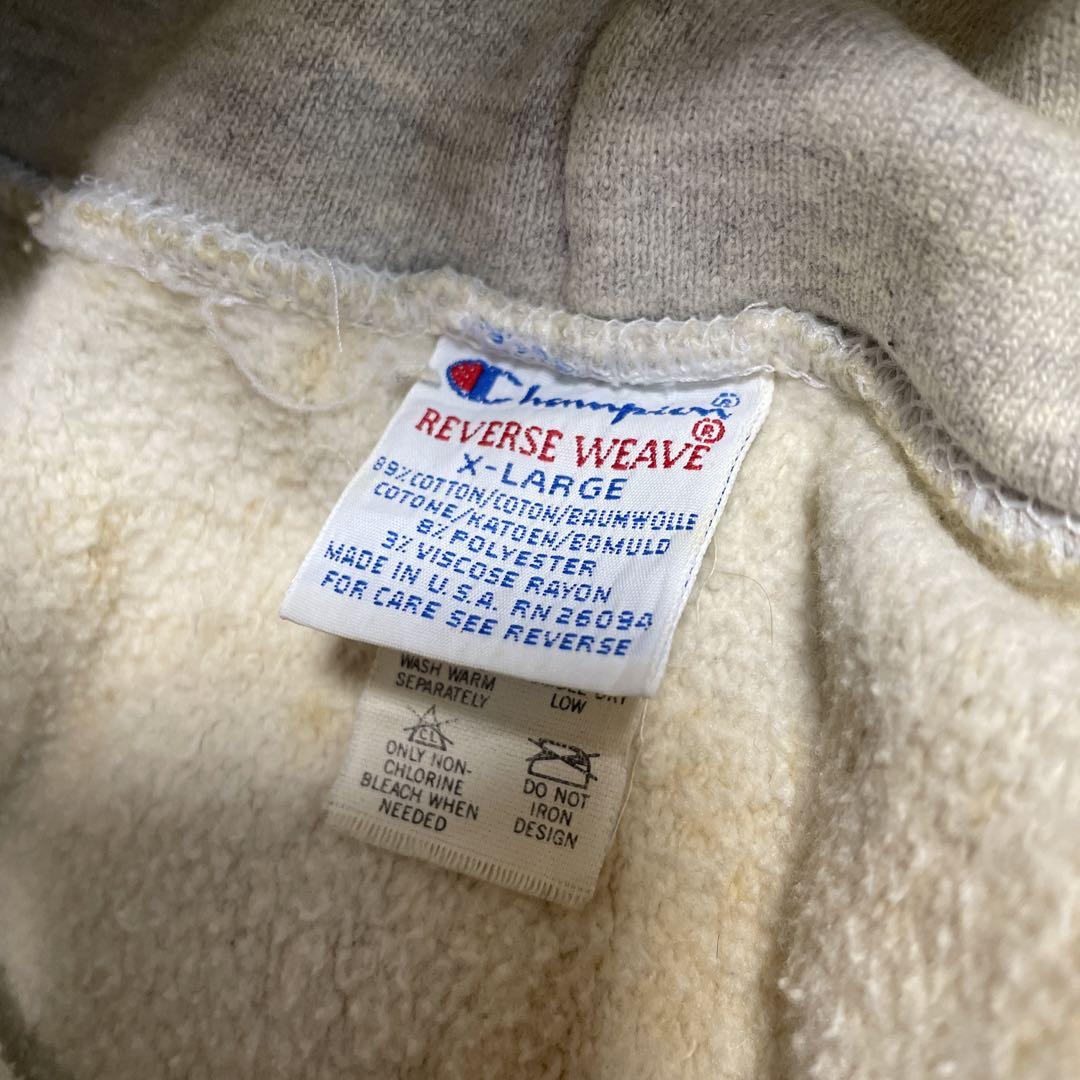 Champion®
REVERSE WEAVE®
X-LARGE
89% COTTON/COTON/BAUMWOLLE
COTONE/KATOEN/BOMULD
8% POLYESTER
3% VISCOSE RAYON
MADE IN U.S.A. RN 26094
FOR CARE SEE REVERSE
WASH WARM
SEPARATELY
LOW
CL
ONLY NON-
CHLORINE
BLEACH WHEN
NEEDED
DO NOT
IRON
DESIGN